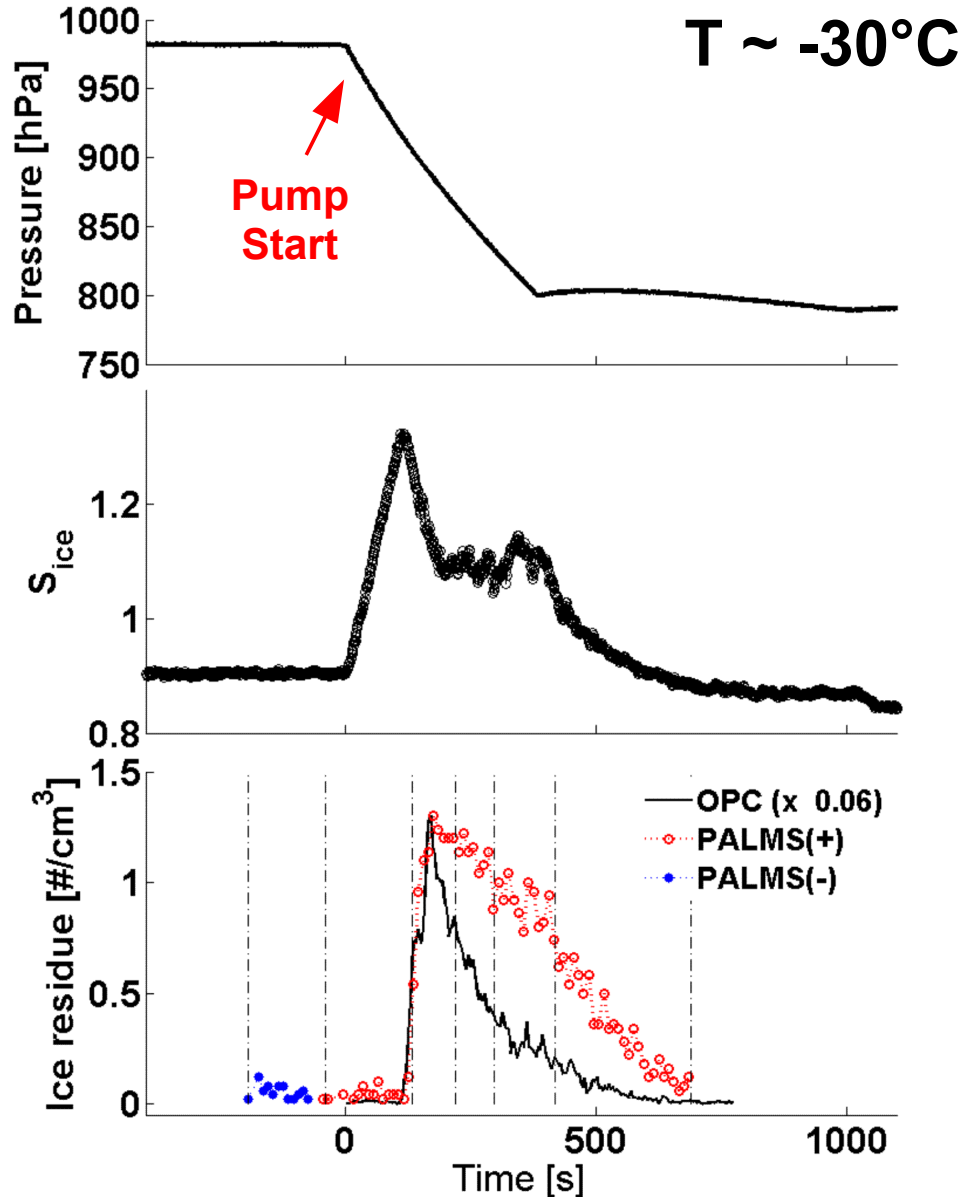 T ~ -30°C
1000
950
900
850
800
750
Pressure [hPa]
Pump
Start
1.2
1
0.8
S_ice
1.5
1
0.5
0
Ice residue [#/cm³]
OPC (x 0.06)
PALMS(+)
PALMS(-)
0 500 1000
Time [s]